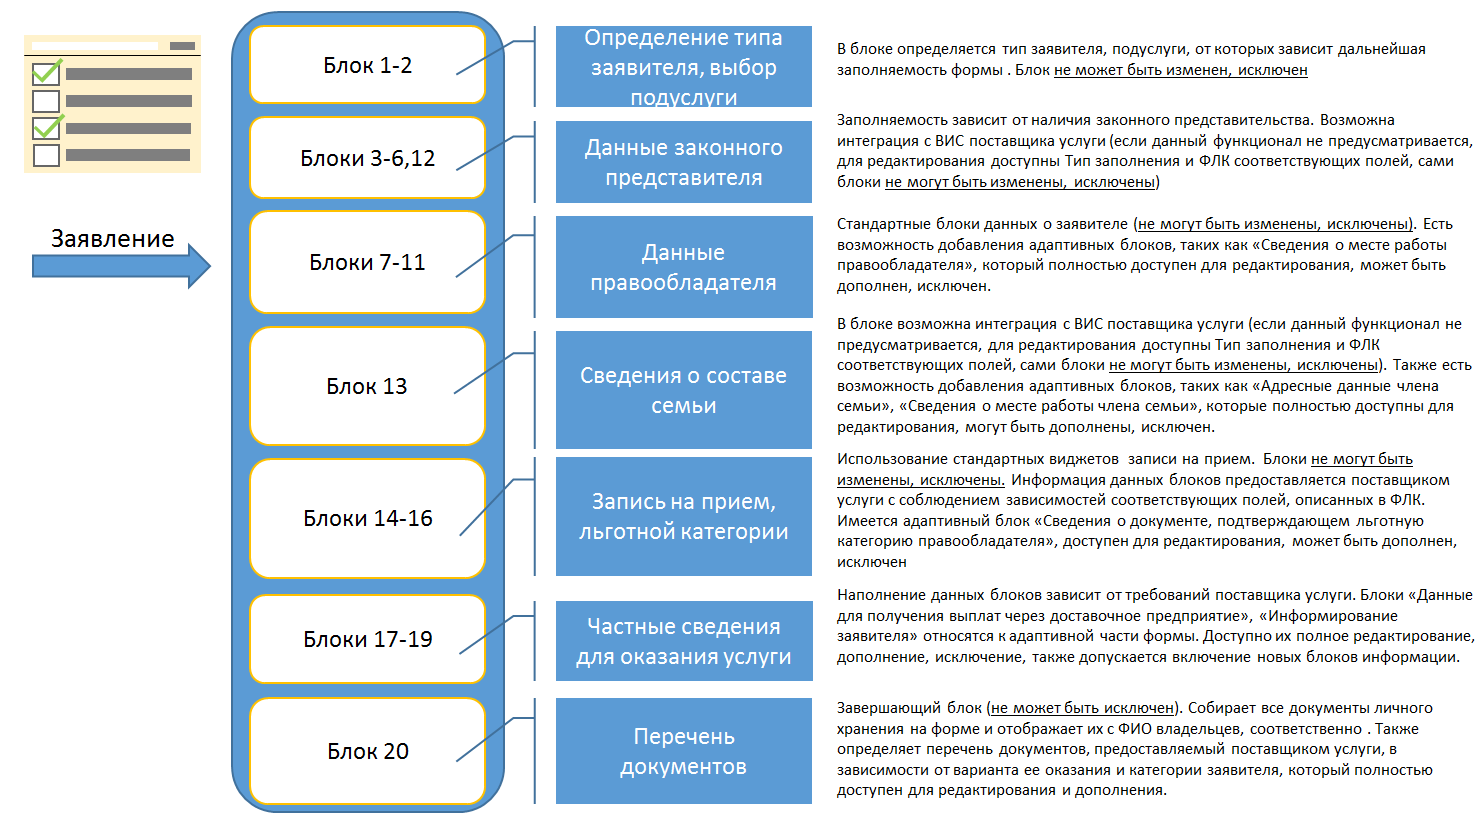 Заявление
Блок 1-2
Определение типа
заявителя, выбор
подуслуги
В блоке определяется тип заявителя, подуслуги, от которых зависит дальнейшая
заполняемость формы . Блок не может быть изменен, исключен
Блоки 3-6,12
Данные законного
представителя
Заполняемость зависит от наличия законного представительства. Возможна
интеграция с ВИС поставщика услуги (если данный функционал не предусматривается,
для редактирования доступны Тип заполнения и ФЛК соответствующих полей, сами
блоки не могут быть изменены, исключены)
Блоки 7-11
Данные
правообладателя
Стандартные блоки данных о заявителе (не могут быть изменены, исключены). Есть
возможность добавления адаптивных блоков, таких как «Сведения о месте работы
правообладателя», который полностью доступен для редактирования, может быть
дополнен, исключен.
Блок 13
Сведения о составе
семьи
В блоке возможна интеграция с ВИС поставщика услуги (если данный функционал не
предусматривается, для редактирования доступны Тип заполнения и ФЛК
соответствующих полей, сами блоки не могут быть изменены, исключены). Также есть
возможность добавления адаптивных блоков, таких как «Адресные данные члена
семьи», «Сведения о месте работы члена семьи», которые полностью доступны для
редактирования, могут быть дополнены, исключен.
Блоки 14-16
Запись на прием,
льготной категории
Использование стандартных виджетов записи на прием. Блоки не могут быть
изменены, исключены. Информация данных блоков предоставляется поставщиком
услуги с соблюдением зависимостей соответствующих полей, описанных в ФЛК.
Имеется адаптивный блок «Сведения о документе, подтверждающем льготную
категорию правообладателя», доступен для редактирования, может быть дополнен,
исключен
Блоки 17-19
Частные сведения
для оказания услуги
Наполнение данных блоков зависит от требований поставщика услуги. Блоки «Данные
для получения выплат через доставочное предприятие», «Информирование
заявителя» относятся к адаптивной части формы. Доступно их полное редактирование,
дополнение, исключение, также допускается включение новых блоков информации.
Блок 20
Перечень
документов
Завершающий блок (не может быть исключен). Собирает все документы личного
хранения на форме и отображает их с ФИО владельцев, соответственно . Также
определяет перечень документов, предоставляемый поставщиком услуги, в
зависимости от варианта ее оказания и категории заявителя, который полностью
доступен для редактирования и дополнения.